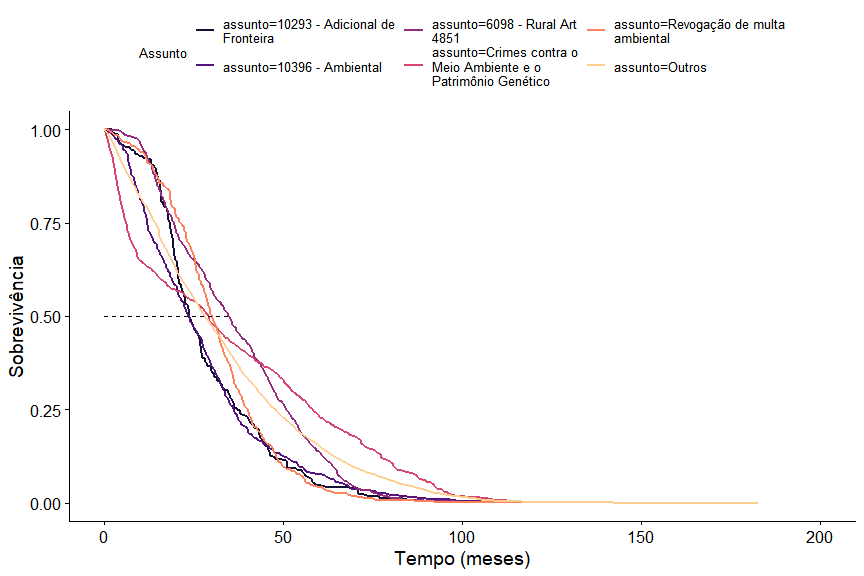 Assunto
assunto=10293 - Adicional de
Fronteira
assunto=10396 - Ambiental
assunto=6098 - Rural Art
4851
assunto=Crimes contra o
Meio Ambiente e o
Patrimônio Genético
assunto=Revogação de multa
ambiental
assunto=Outros
Sobrevivência
1.00
0.75
0.50
0.25
0.00
0
50
100
150
200
Tempo (meses)